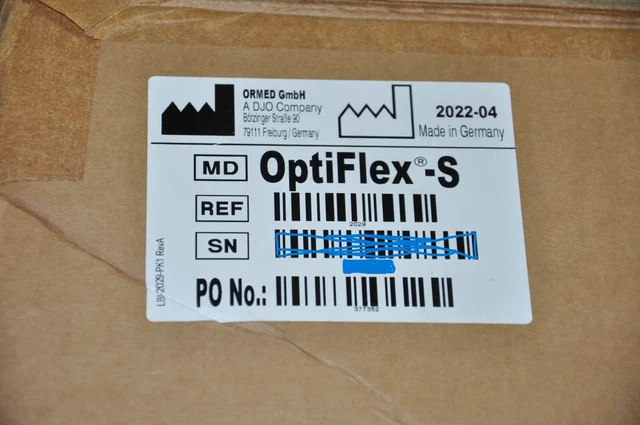 ORMED GmbH
A DJO Company
Bötzinger Straße 90
79111 Freiburg / Germany
2022-04
Made in Germany
MD OptiFlex®-S
REF
2029
SN
PO No.:
377352
LBI-2029-PK1 RevA